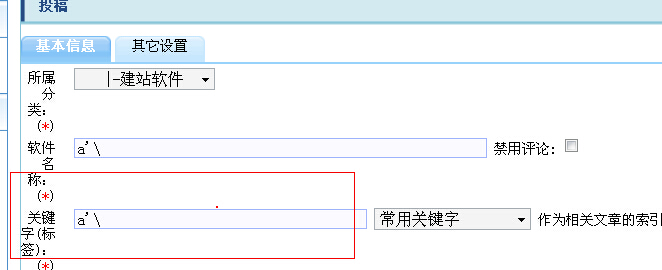 投稿
基本信息 其它设置
所属
分
类：
(*)
|-建站软件
软件
名
称：
(*)
a'\
禁用评论：
关键
字(标
签)：
(*)
a'\
常用关键字
作为相关文章的索引